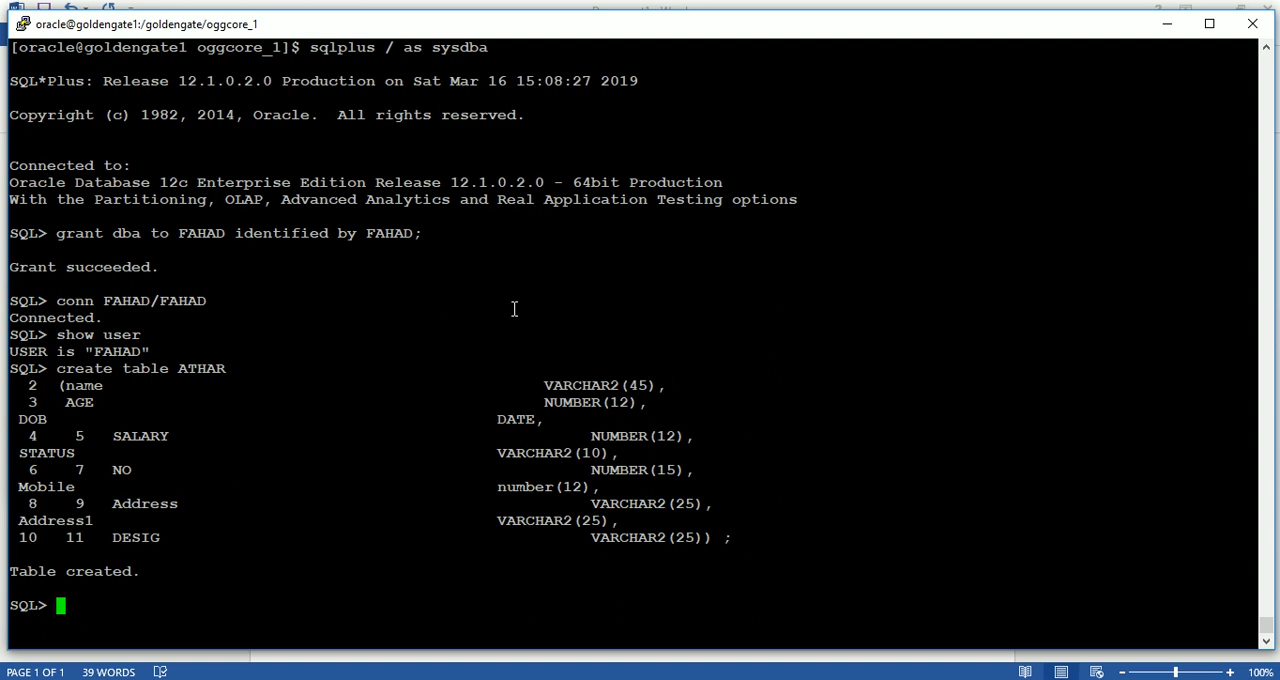 oracle@goldengate1:/goldengate/oggcore_1
[oracle@goldengate1 oggcore_1]$ sqlplus / as sysdba
SQL*Plus: Release 12.1.0.2.0 Production on Sat Mar 16 15:08:27 2019
Copyright (c) 1982, 2014, Oracle.  All rights reserved.
Connected to:
Oracle Database 12c Enterprise Edition Release 12.1.0.2.0 - 64bit Production
With the Partitioning, OLAP, Advanced Analytics and Real Application Testing options
SQL> grant dba to FAHAD identified by FAHAD;
Grant succeeded.
SQL> conn FAHAD/FAHAD
Connected.
SQL> show user
USER is "FAHAD"
SQL> create table ATHAR
2 (name VARCHAR2(45),
3 AGE NUMBER(12),
DOB DATE,
4 5 SALARY NUMBER(12),
STATUS VARCHAR2(10),
6 7 NO NUMBER(15),
Mobile number(12),
8 9 Address VARCHAR2(25),
Address1 VARCHAR2(25),
10 11 DESIG VARCHAR2(25)) ;
Table created.
SQL>
PAGE 1 OF 1 39 WORDS 100%